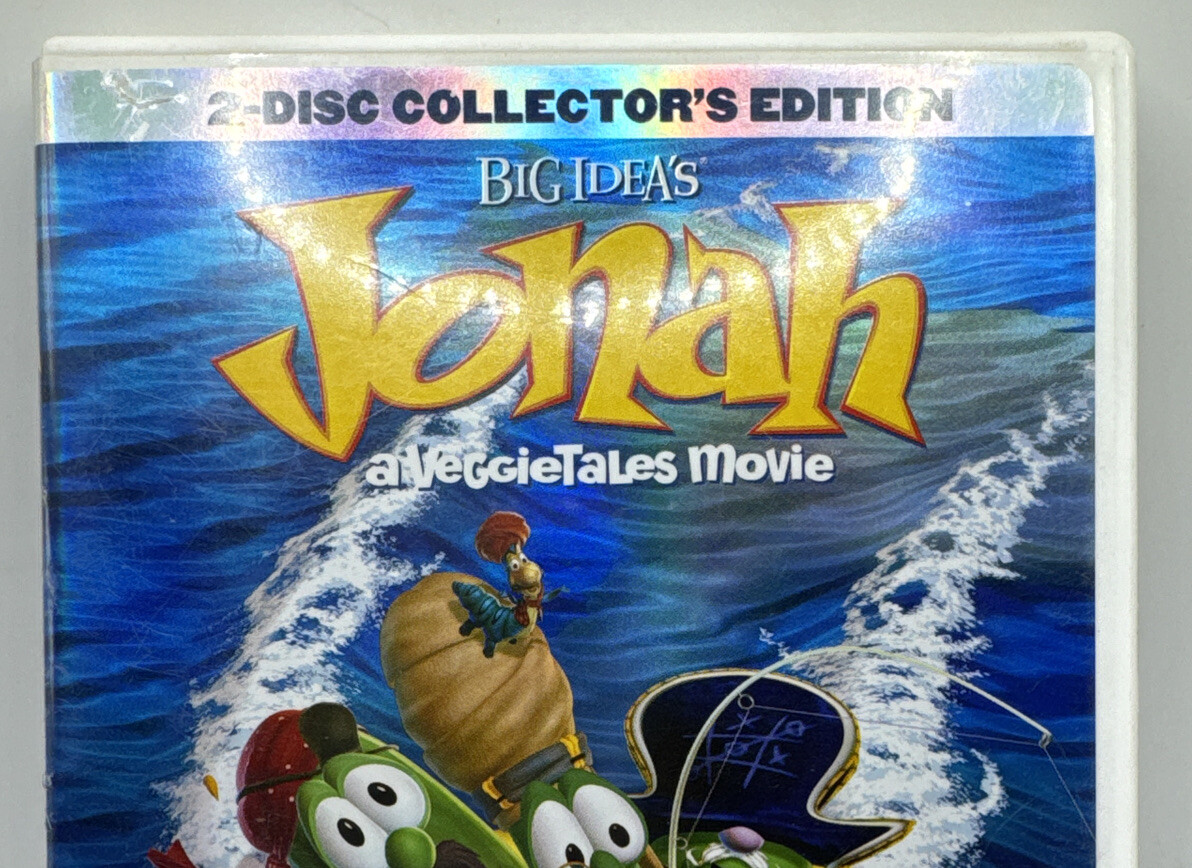 2-DISC COLLECTOR'S EDITION
BIG IDEA'S
Jonah
a VeggieTales Movie